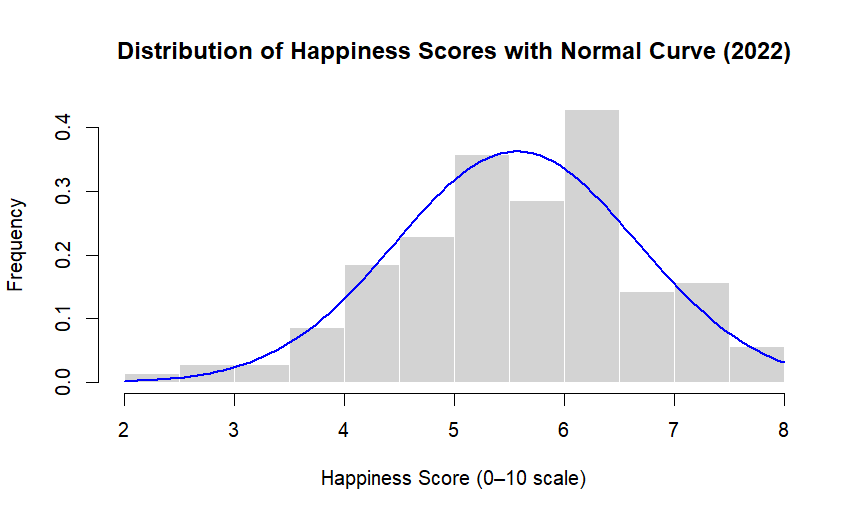 Distribution of Happiness Scores with Normal Curve (2022)
Frequency
0.4
0.3
0.2
0.1
0.0
2 3 4 5 6 7 8
Happiness Score (0–10 scale)